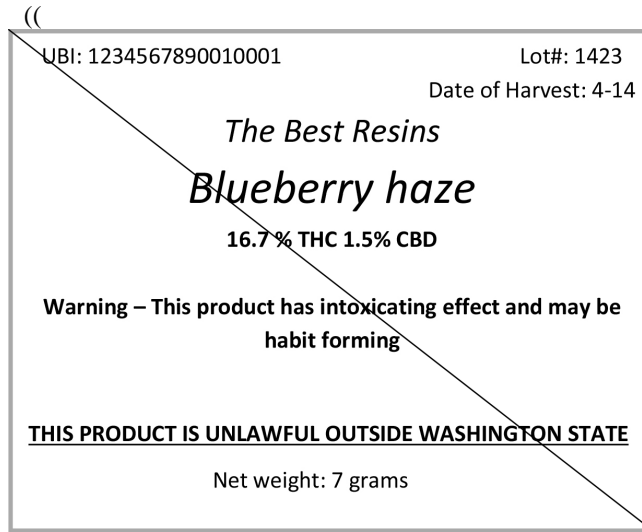 ((
UBI: 1234567890010001 Lot#: 1423
Date of Harvest: 4-14
The Best Resins
Blueberry haze
16.7 % THC 1.5% CBD
Warning – This product has intoxicating effect and may be
habit forming
THIS PRODUCT IS UNLAWFUL OUTSIDE WASHINGTON STATE
Net weight: 7 grams